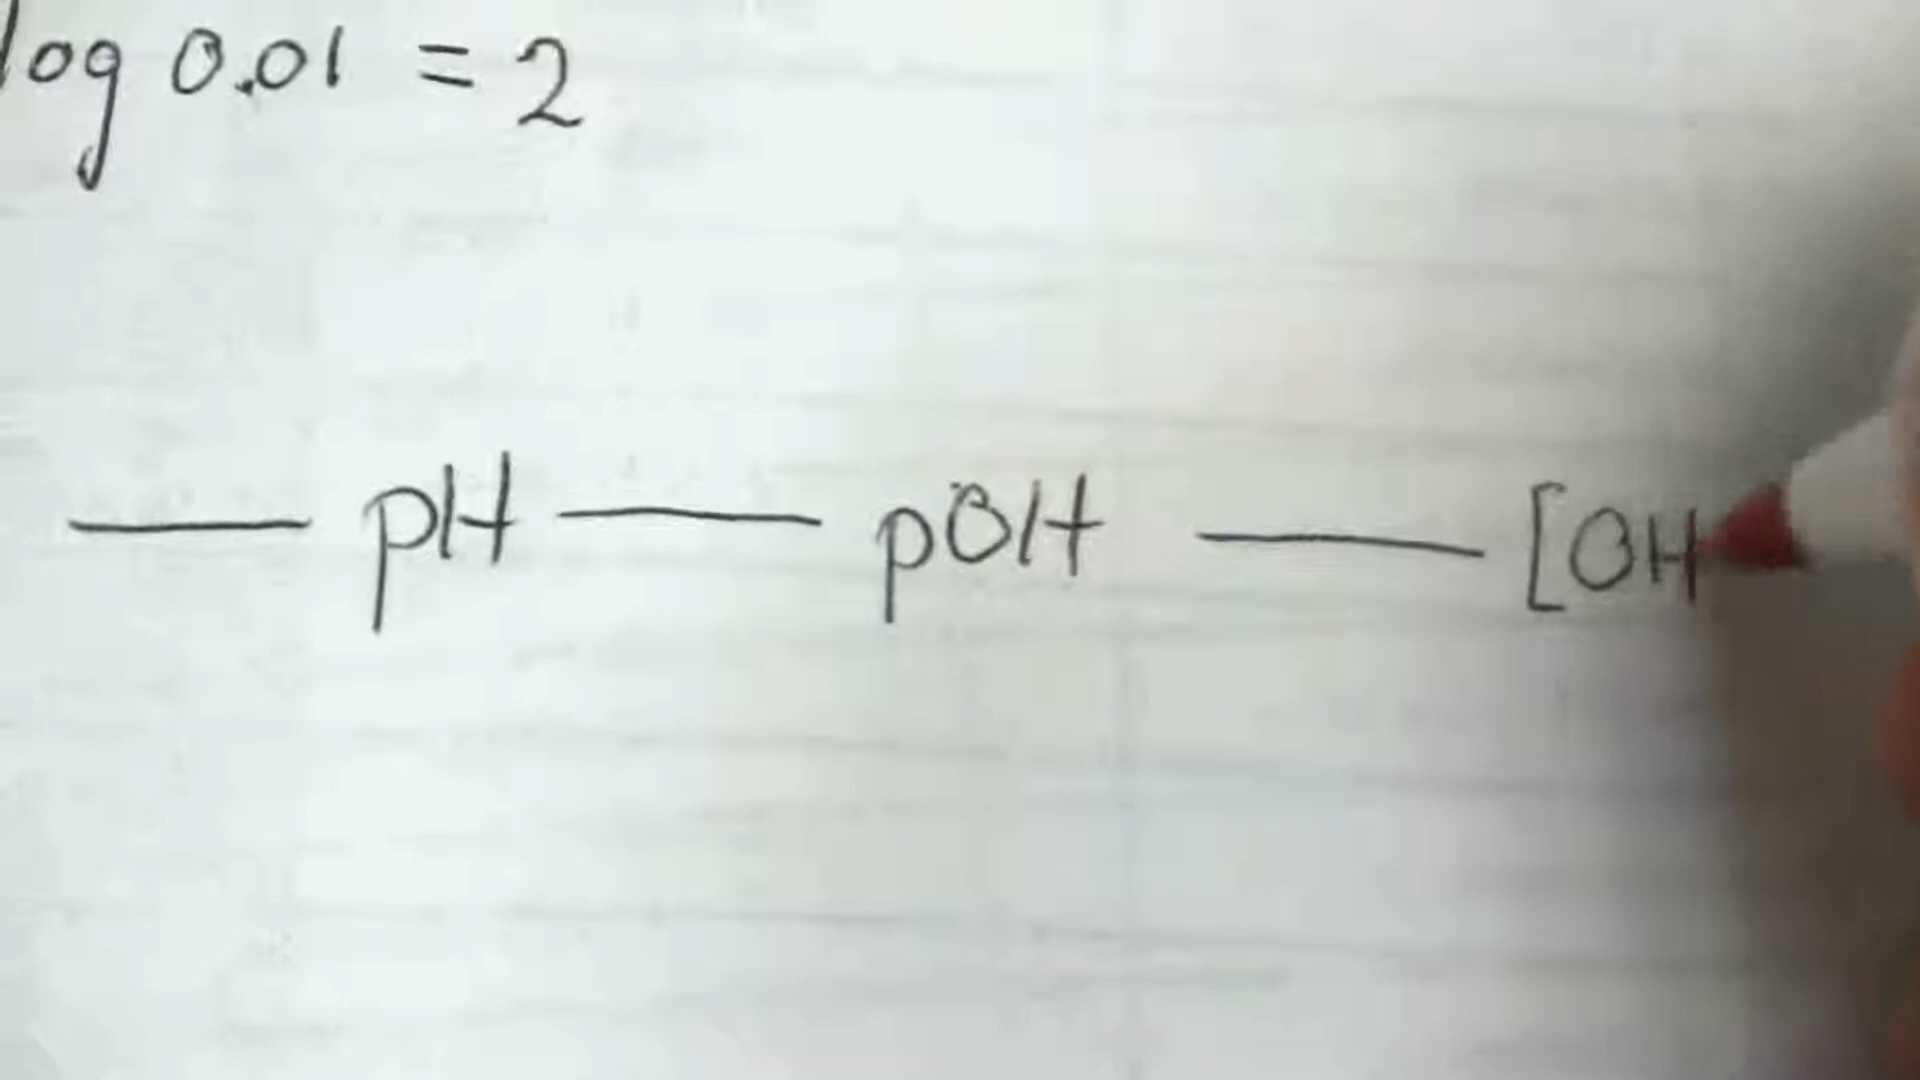 log 0.01 = 2
— pH — pOH — [OH